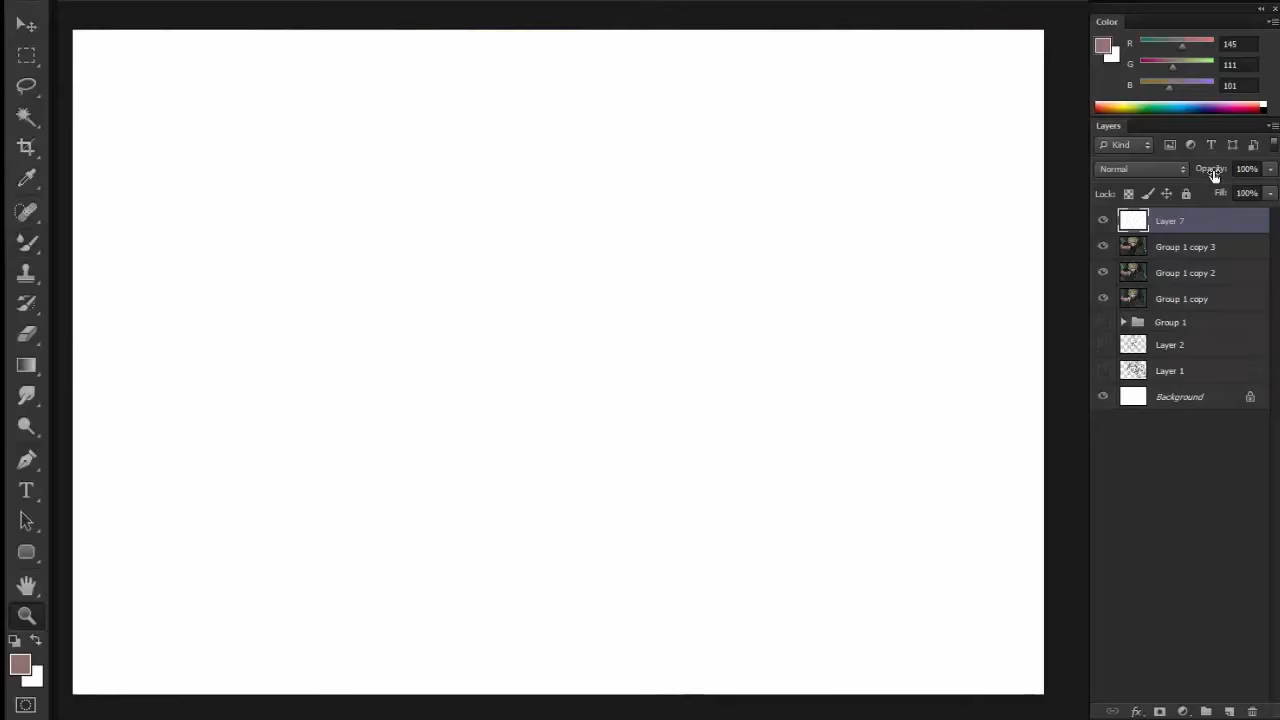 Color
R 145
G 111
B 101
Layers
Kind
Normal Opacity: 100%
Lock: Fill: 100%
Layer 7
Group 1 copy 3
Group 1 copy 2
Group 1 copy
Group 1
Layer 2
Layer 1
Background
fx